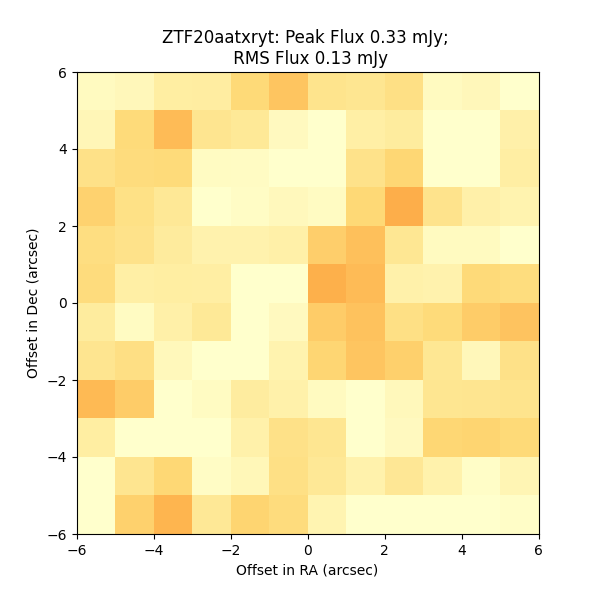 ZTF20aatxryt: Peak Flux 0.33 mJy;
RMS Flux 0.13 mJy
6
4
2
0
−2
−4
−6
Offset in Dec (arcsec)
−6 −4 −2 0 2 4 6
Offset in RA (arcsec)